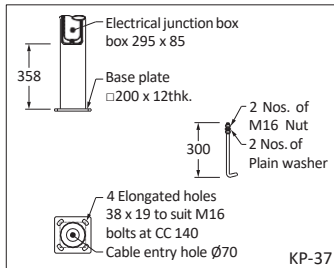 Electrical junction box
box 295 x 85
358
Base plate
□200 x 12thk.
2 Nos. of
M16 Nut
300
2 Nos. of
Plain washer
4 Elongated holes
38 x 19 to suit M16
bolts at CC 140
Cable entry hole Ø70
KP-37